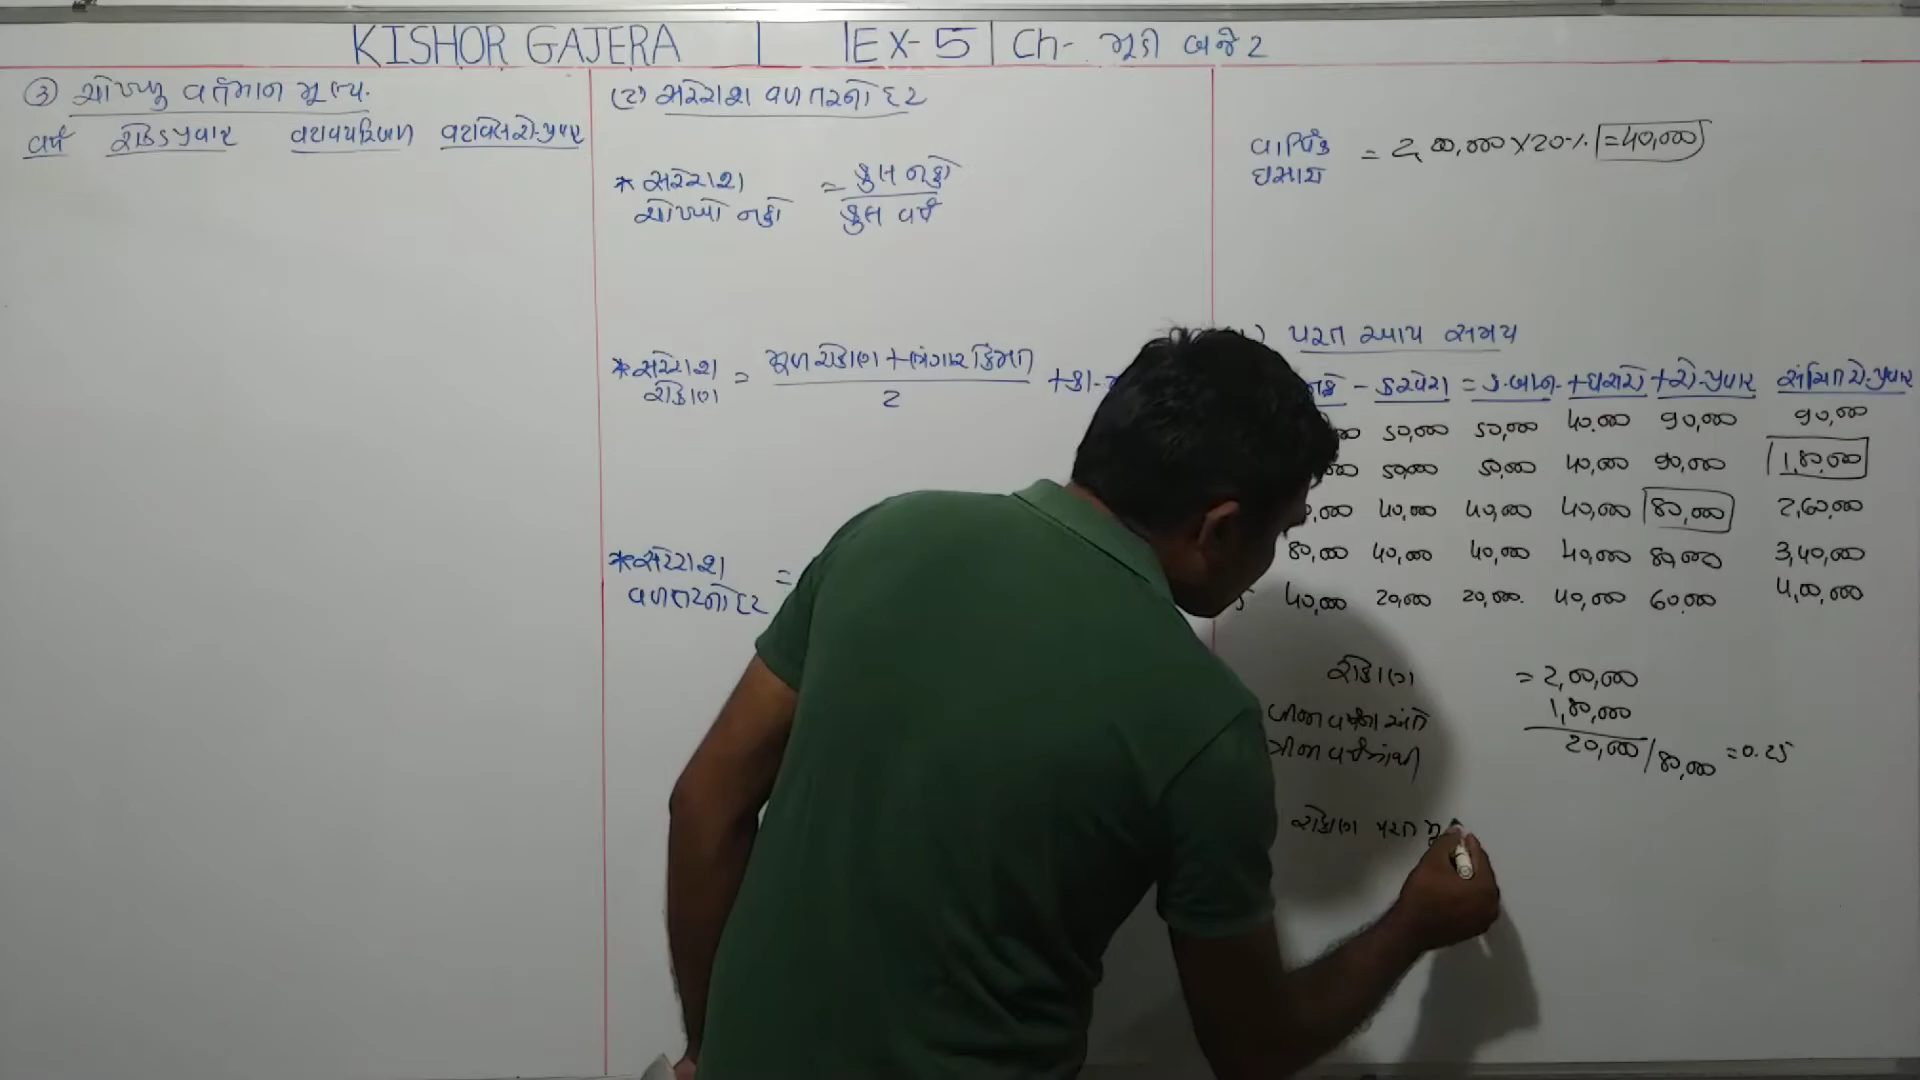 KISHOR GAJERA | EX-5 | Ch- મૂડી બજેટ
③ ચોખ્ખુ વર્તમાન મૂલ્ય.
વર્ષ રોકડપ્રવાહ વટાવપરિબળ
(૨) સરેરાશ વળતરનો દર
* સરેરાશ ચોખ્ખો નફો = કુલ નફો / કુલ વર્ષ
* સરેરાશ રોકાણ = મૂળ રોકાણ + ભંગાર કિંમત / 2 + કા-
* સરેરાશ વળતરનો દર =
વાર્ષિક ઘસારો = 2,00,000 X 20% = 40,000
પરત આપ સમય
- કરવેરા = ક.બાન. + ઘસારો + રો-પ્રવાહ સંચિત રો-પ્રવાહ
50,000 50,000 40,000 90,000 90,000
50,000 50,000 40,000 90,000 1,80,000
40,000 40,000 40,000 80,000 2,60,000
80,000 40,000 40,000 40,000 80,000 3,40,000
5 40,000 20,000 20,000. 40,000 60,000 4,00,000
રોકાણ = 2,00,000
બીજા વર્ષના અંતે 1,80,000
ત્રીજા વર્ષમાંથી 20,000 / 80,000 = 0.25
રોકાણ પરત મૂ